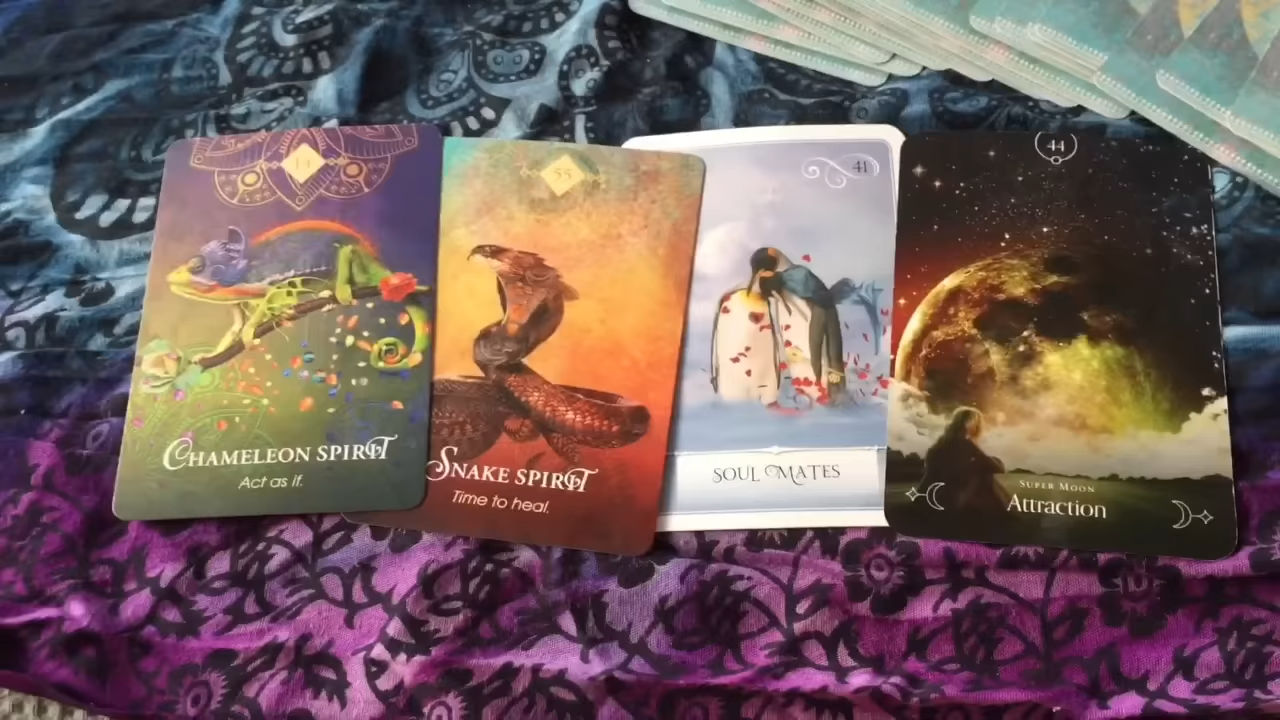 CHAMELEON SPIRIT
Act as if.
55
SNAKE SPIRIT
Time to heal.
41
SOUL MATES
44
SUPER MOON
Attraction